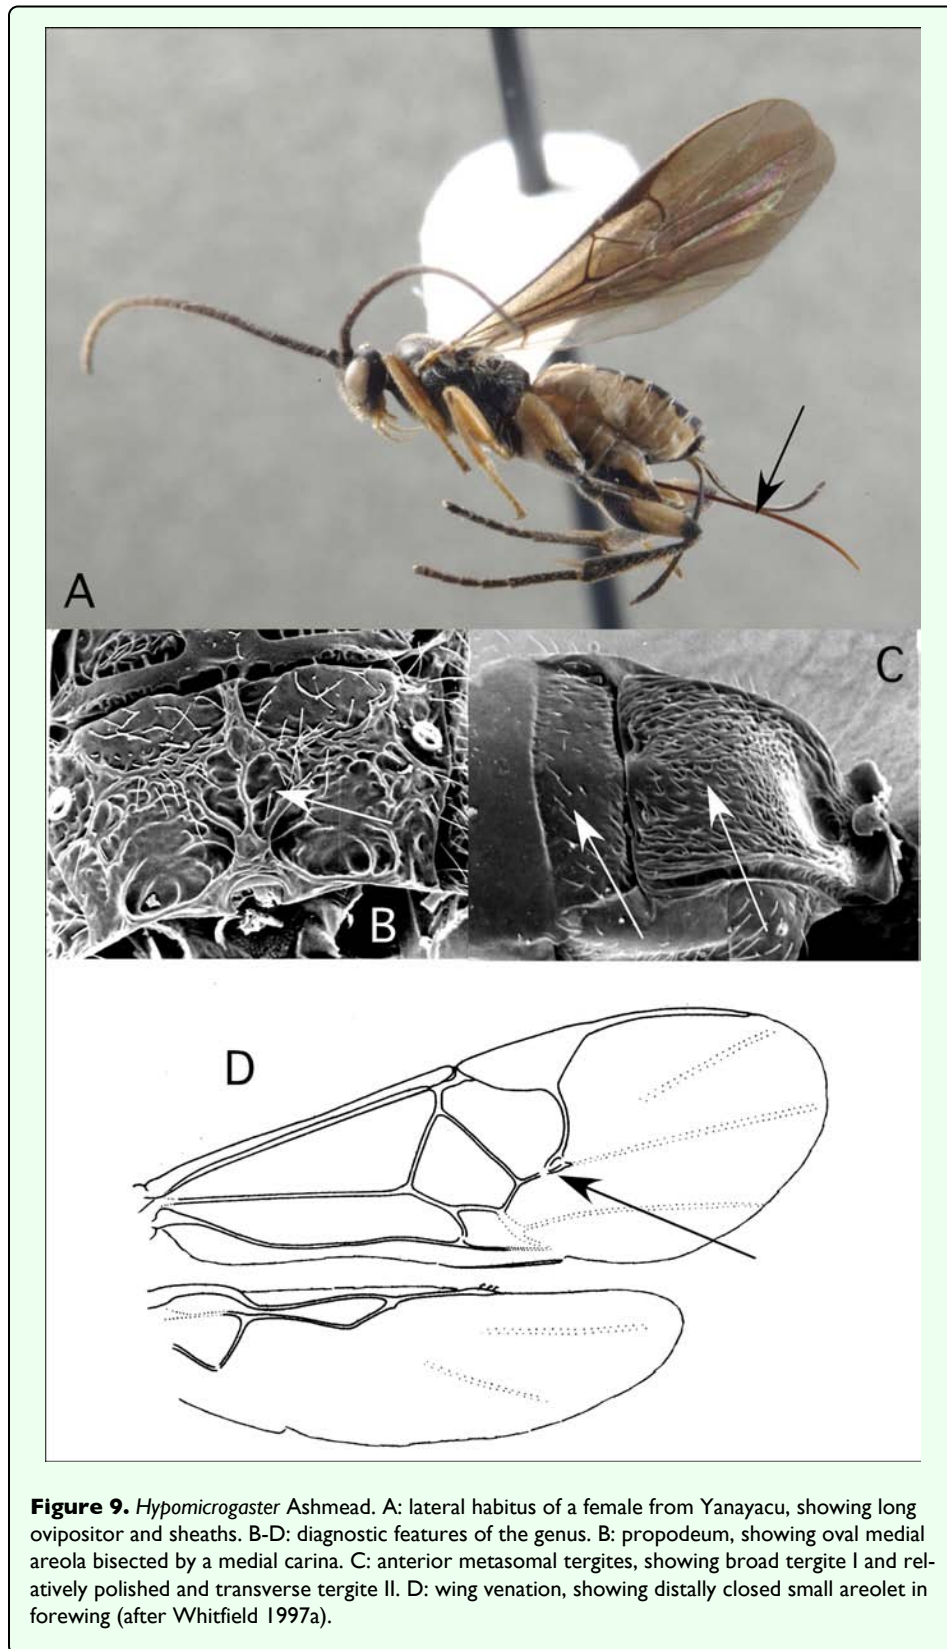 A
C
B
D
Figure 9. Hypomicrogaster Ashmead. A: lateral habitus of a female from Yanayacu, showing long
ovipositor and sheaths. B-D: diagnostic features of the genus. B: propodeum, showing oval medial
areola bisected by a medial carina. C: anterior metasomal tergites, showing broad tergite I and rel-
atively polished and transverse tergite II. D: wing venation, showing distally closed small areolet in
forewing (after Whitfield 1997a).